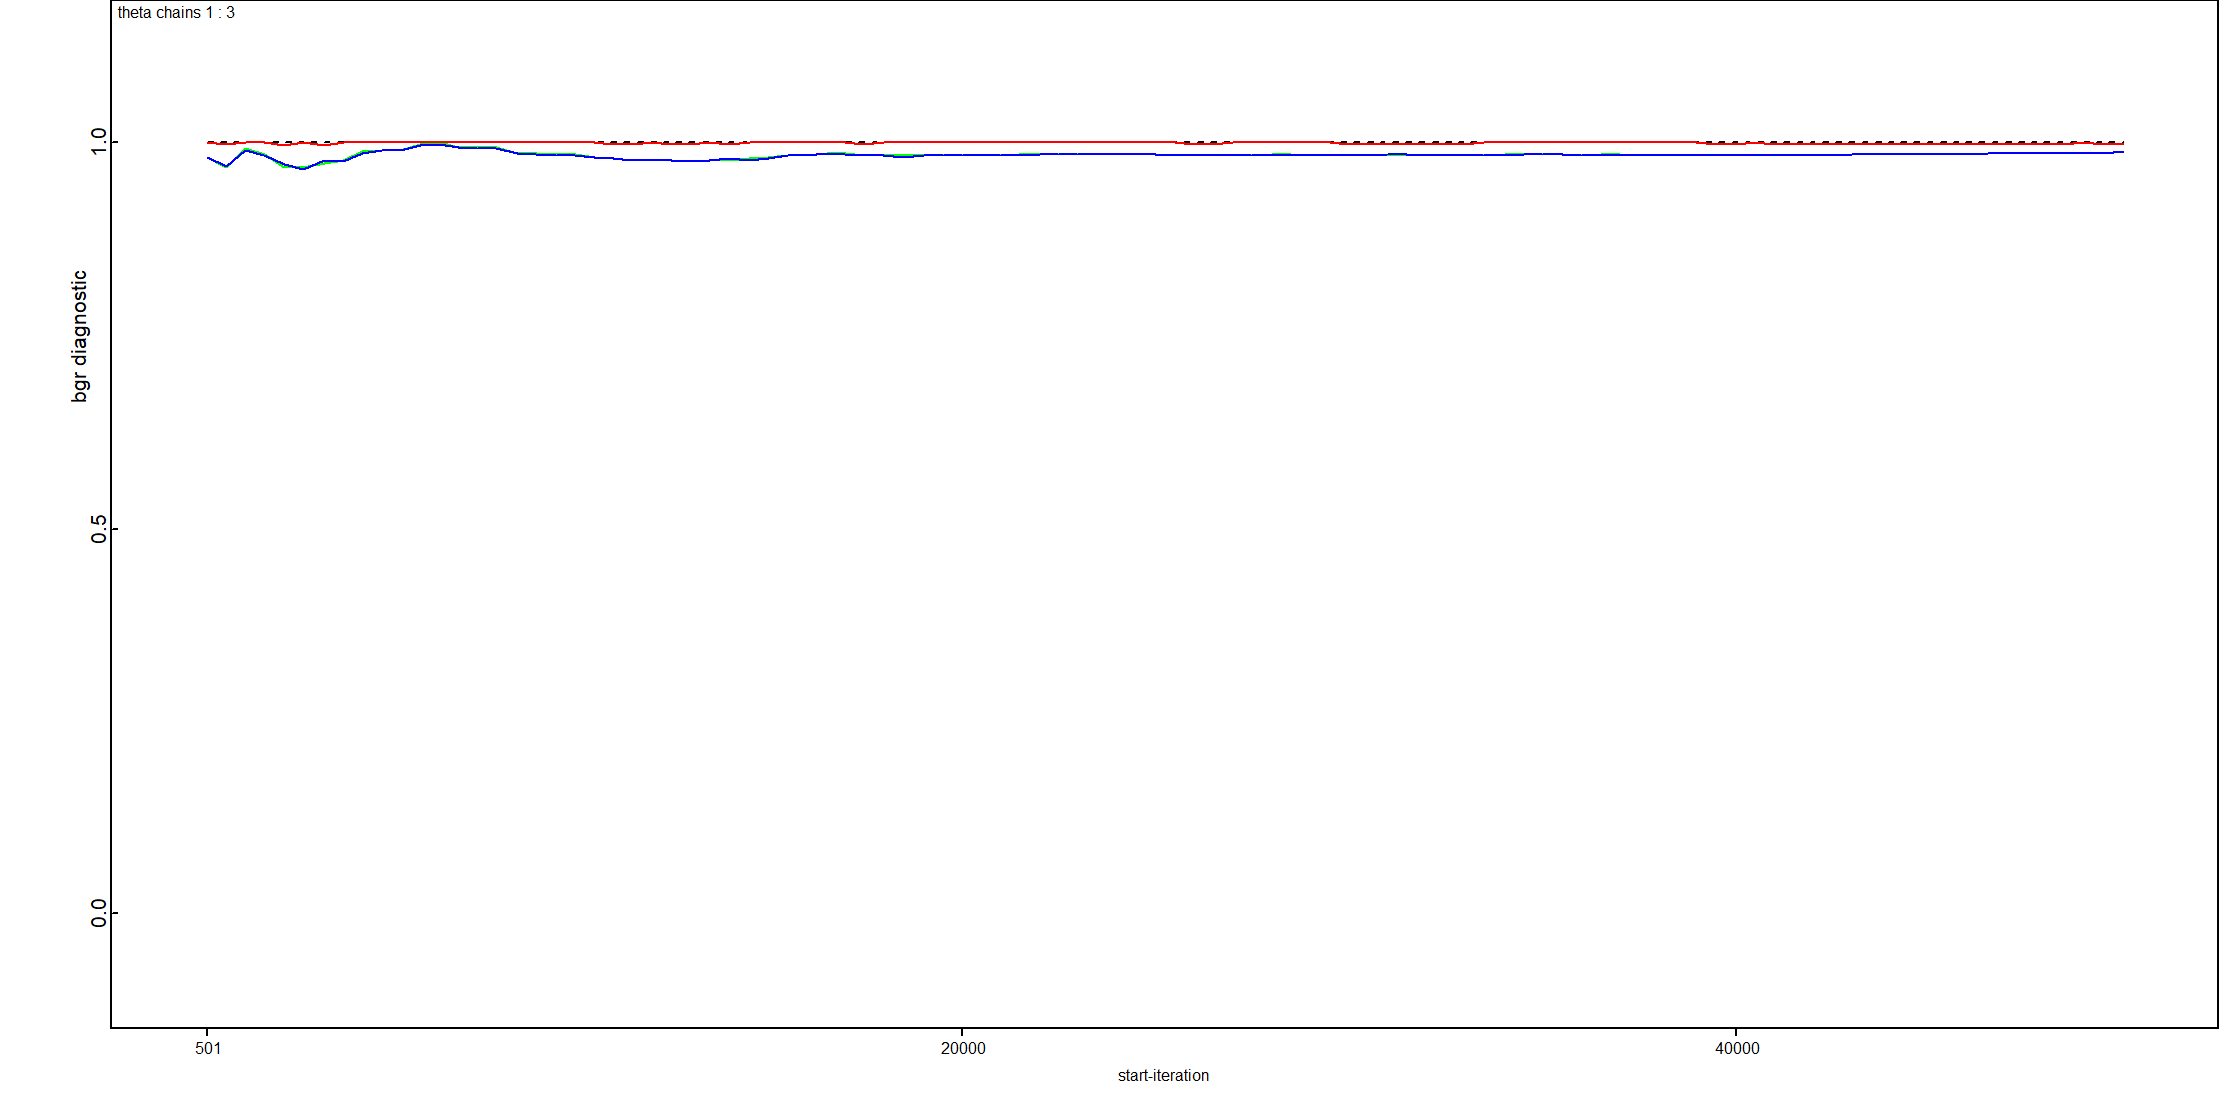 theta chains 1 : 3
1.0
bgr diagnostic
0.5
0.0
501
20000
40000
start-iteration